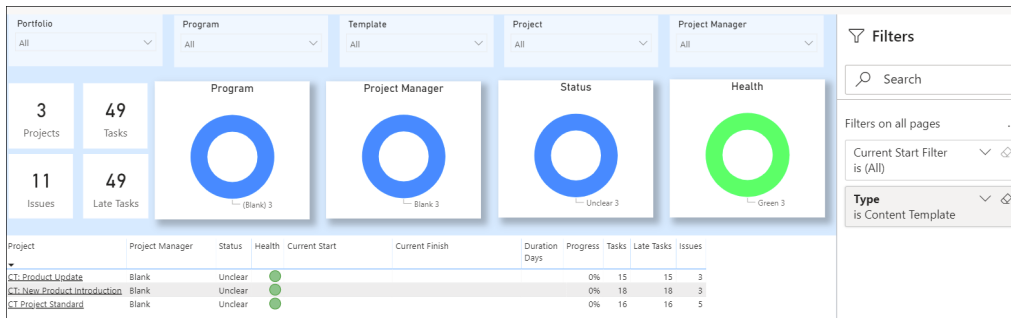 Portfolio
All
Program
All
Template
All
Project
All
Project Manager
All
3
Projects
49
Tasks
11
Issues
49
Late Tasks
Program
(Blank) 3
Project Manager
Blank 3
Status
Unclear 3
Health
Green 3
Project Project Manager Status Health Current Start Current Finish Duration Days Progress Tasks Late Tasks Issues
CT: Product Update Blank Unclear 0% 15 15 3
CT: New Product Introduction Blank Unclear 0% 18 18 3
CT Project Standard Blank Unclear 0% 16 16 5
Filters
Search
Filters on all pages
Current Start Filter
is (All)
Type
is Content Template